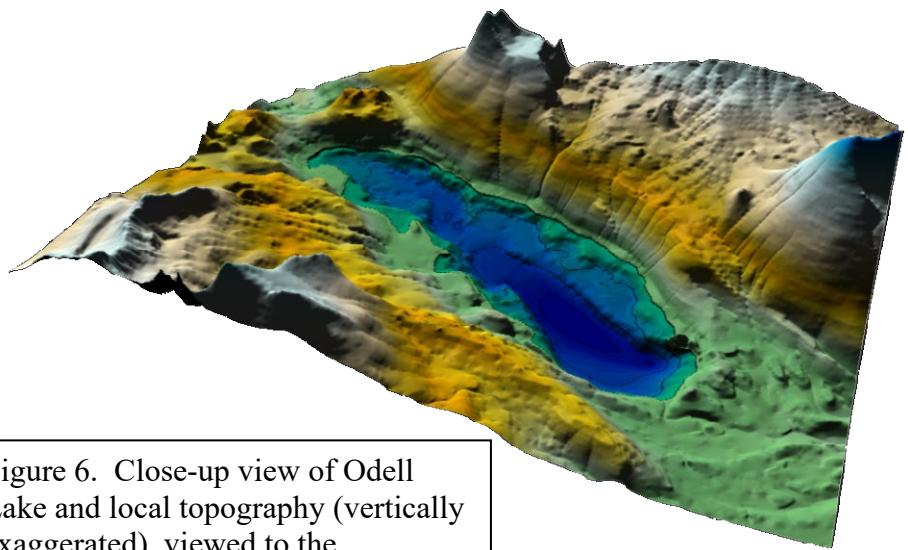 igure 6. Close-up view of Odell
ake and local topography (vertically
xaggerated), viewed to the